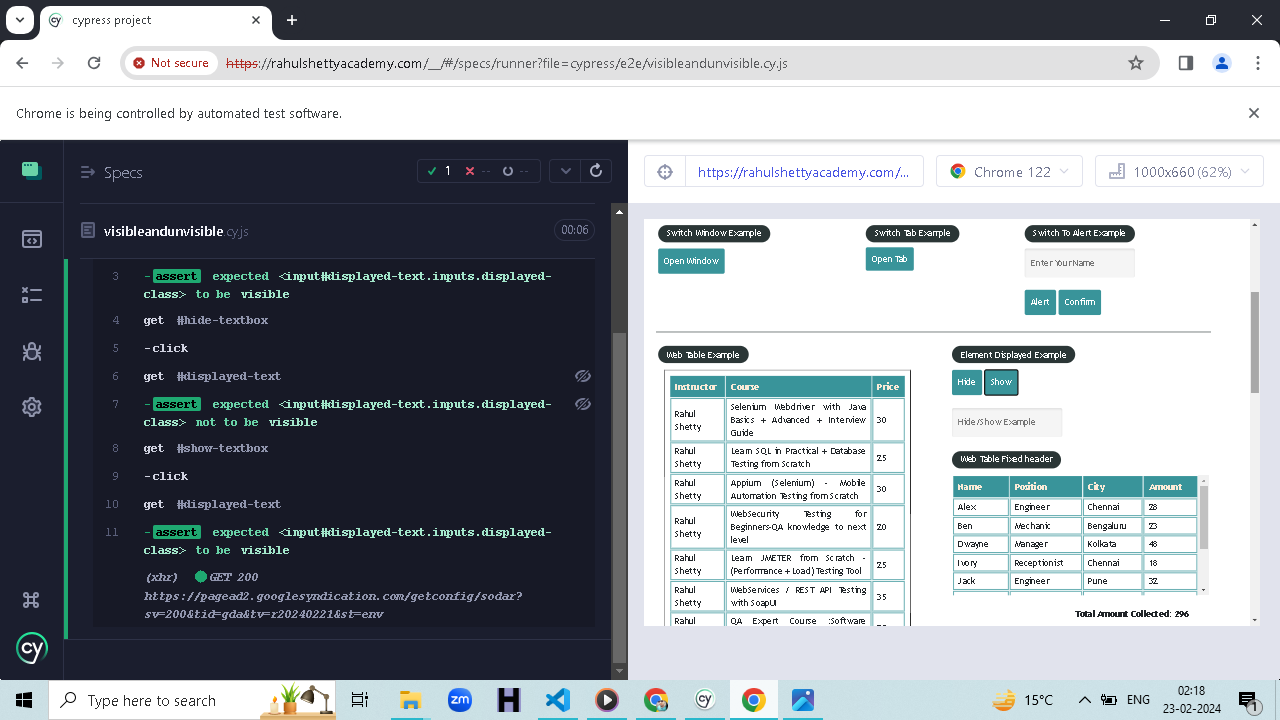 cypress project
Not secure
https://rahulshettyacademy.com/__/#/specs/runner?file=cypress/e2e/visibleandunvisible.cy.js
Chrome is being controlled by automated test software.
Specs
1 -- --
visibleandunvisible.cy.js
00:06
3 -assert expected <input#displayed-text.inputs.displayed-
class> to be visible
4 get #hide-textbox
5 -click
6 get #displayed-text
7 -assert expected <input#displayed-text.inputs.displayed-
class> not to be visible
8 get #show-textbox
9 -click
10 get #displayed-text
11 -assert expected <input#displayed-text.inputs.displayed-
class> to be visible
(xhr) GET 200
https://pagead2.googlesyndication.com/getconfig/sodar?
sv=200&tid=gda&tv=r20240221&st=env
cy
https://rahulshettyacademy.com/...
Chrome 122
1000x660 (62%)
Switch Window Example
Switch Tab Example
Switch To Alert Example
Open Window
Open Tab
Enter Your Name
Alert
Confirm
Web Table Example
Instructor Course Price
Rahul Shetty Selenium Webdriver with Java
Basics + Advanced + Interview
Guide 30
Rahul Shetty Learn SQL in Practical + Database
Testing from Scratch 25
Rahul Shetty Appium (Selenium) - Mobile
Automation Testing from Scratch 30
Rahul Shetty WebSecurity Testing for
Beginners-QA knowledge to next
level 20
Rahul Shetty Learn JMETER from Scratch -
(Performance + Load) Testing Tool 25
Rahul Shetty WebServices / REST API Testing
with SoapUI 35
Rahul QA Expert Course :Software
Element Displayed Example
Hide
Show
Hide/Show Example
Web Table Fixed header
Name Position City Amount
Alex Engineer Chennai 28
Ben Mechanic Bengaluru 23
Dwayne Manager Kolkata 48
Ivory Receptionist Chennai 18
Jack Engineer Pune 32
Total Amount Collected: 296
Type here to search
zm
H
cy
15°C
ENG
02:18
23-02-2024
1